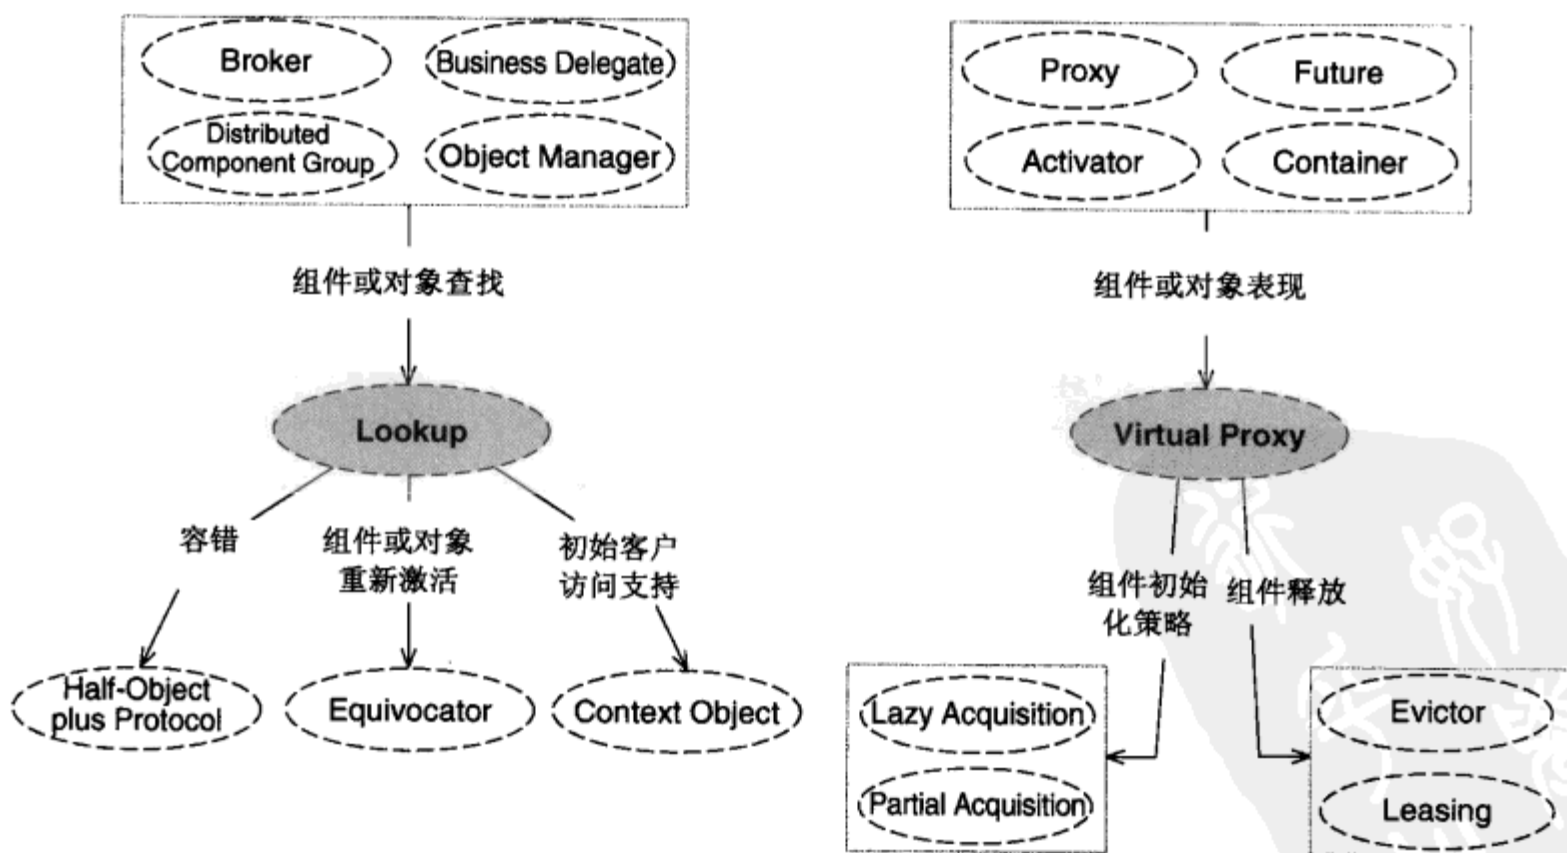 Broker
Business Delegate
Distributed
Component Group
Object Manager
组件或对象查找
Lookup
容错
组件或对象
重新激活
初始客户
访问支持
Half-Object
plus Protocol
Equivocator
Context Object
Proxy
Future
Activator
Container
组件或对象表现
Virtual Proxy
组件初始
化策略
组件释放
Lazy Acquisition
Partial Acquisition
Evictor
Leasing